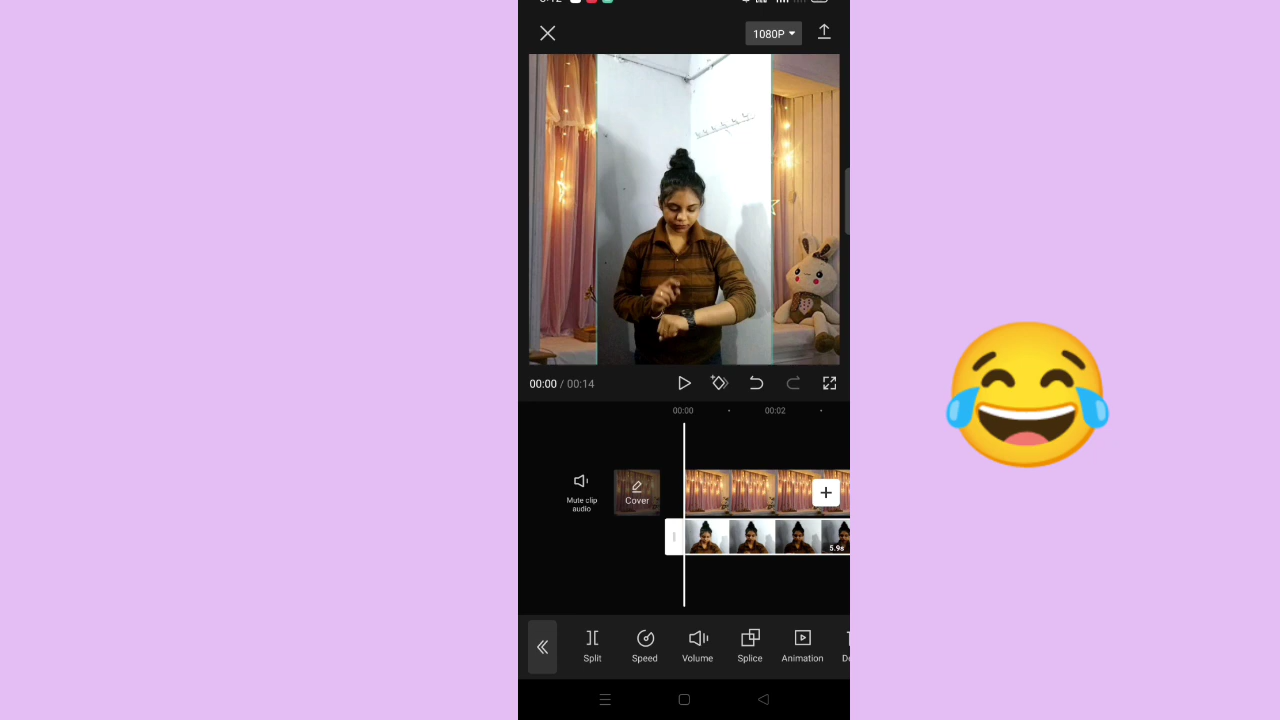 1080P
00:00 / 00:14
00:00
00:02
Mute clip
audio
Cover
5.9s
Split
Speed
Volume
Splice
Animation